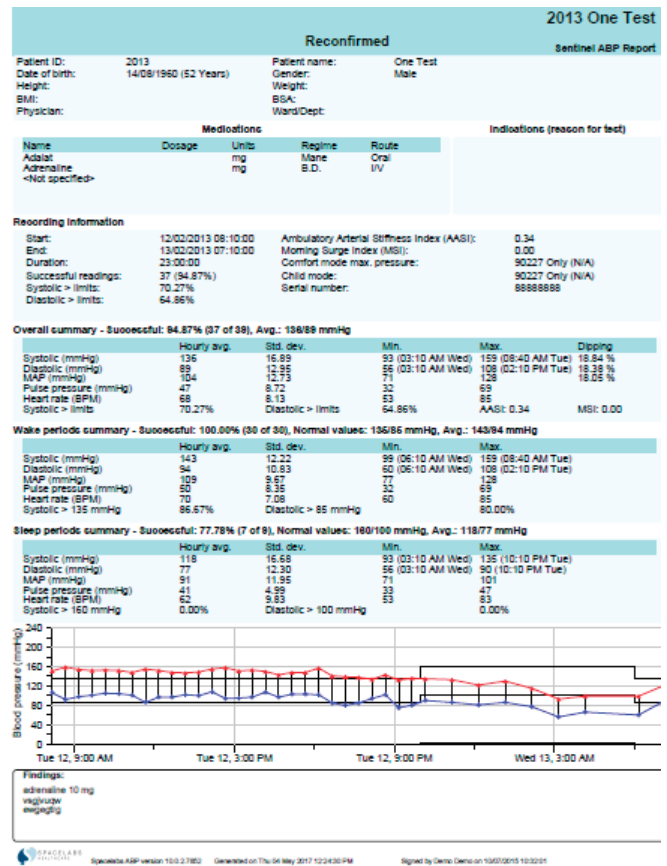 2013 One Test
Reconfirmed
Sentinel ABP Report
Patient ID: 2013 Patient name: One Test
Date of birth: 14/08/1960 (52 Years) Gender: Male
Height: Weight:
BMI: BSA:
Physician: Ward/Dept:
Medications Indications (reason for test)
Name Dosage Units Regime Route
Adalat mg Mane Oral
Adrenaline mg B.D. I/V
<Not specified>
Recording Information
Start: 12/02/2013 08:10:00 Ambulatory Arterial Stiffness Index (AASI): 0.34
End: 13/02/2013 07:10:00 Morning Surge Index (MSI): 0.00
Duration: 23:00:00 Comfort mode max. pressure: 90227 Only (N/A)
Successful readings: 37 (94.87%) Child mode: 90227 Only (N/A)
Systolic > limits: 70.27% Serial number: 88888888
Diastolic > limits: 64.86%
Overall summary - Successful: 94.87% (37 of 39), Avg.: 136/89 mmHg
Hourly avg. Std. dev. Min. Max. Dipping
Systolic (mmHg) 136 16.89 93 (03:10 AM Wed) 159 (08:40 AM Tue) 18.84 %
Diastolic (mmHg) 89 12.95 56 (03:10 AM Wed) 108 (02:10 PM Tue) 18.38 %
MAP (mmHg) 104 12.73 71 128 18.05 %
Pulse pressure (mmHg) 47 8.72 32 69
Heart rate (BPM) 68 8.13 53 85
Systolic > limits 70.27% Diastolic > limits 64.86% AASI: 0.34 MSI: 0.00
Wake periods summary - Successful: 100.00% (30 of 30), Normal values: 135/85 mmHg, Avg.: 143/94 mmHg
Hourly avg. Std. dev. Min. Max.
Systolic (mmHg) 143 12.22 99 (06:10 AM Wed) 159 (08:40 AM Tue)
Diastolic (mmHg) 94 10.83 60 (06:10 AM Wed) 108 (02:10 PM Tue)
MAP (mmHg) 109 9.67 77 128
Pulse pressure (mmHg) 50 8.35 32 69
Heart rate (BPM) 70 7.08 60 85
Systolic > 135 mmHg 86.67% Diastolic > 85 mmHg 80.00%
Sleep periods summary - Successful: 77.78% (7 of 9), Normal values: 160/100 mmHg, Avg.: 118/77 mmHg
Hourly avg. Std. dev. Min. Max.
Systolic (mmHg) 118 16.68 93 (03:10 AM Wed) 135 (10:10 PM Tue)
Diastolic (mmHg) 77 12.30 56 (03:10 AM Wed) 90 (10:10 PM Tue)
MAP (mmHg) 91 11.95 71 101
Pulse pressure (mmHg) 41 4.99 33 47
Heart rate (BPM) 62 9.83 53 83
Systolic > 160 mmHg 0.00% Diastolic > 100 mmHg 0.00%
Blood pressure (mmHg)
240
200
160
120
80
40
0
Tue 12, 9:00 AM Tue 12, 3:00 PM Tue 12, 9:00 PM Wed 13, 3:00 AM
Findings:
adrenaline 10 mg
SPACELABS HEALTHCARE
Spacelabs ABP version 10.0.2.7852 Generated on Thu 04 May 2017 12:24:30 PM Signed by Demo Demo on 10/07/2015 10:32:01